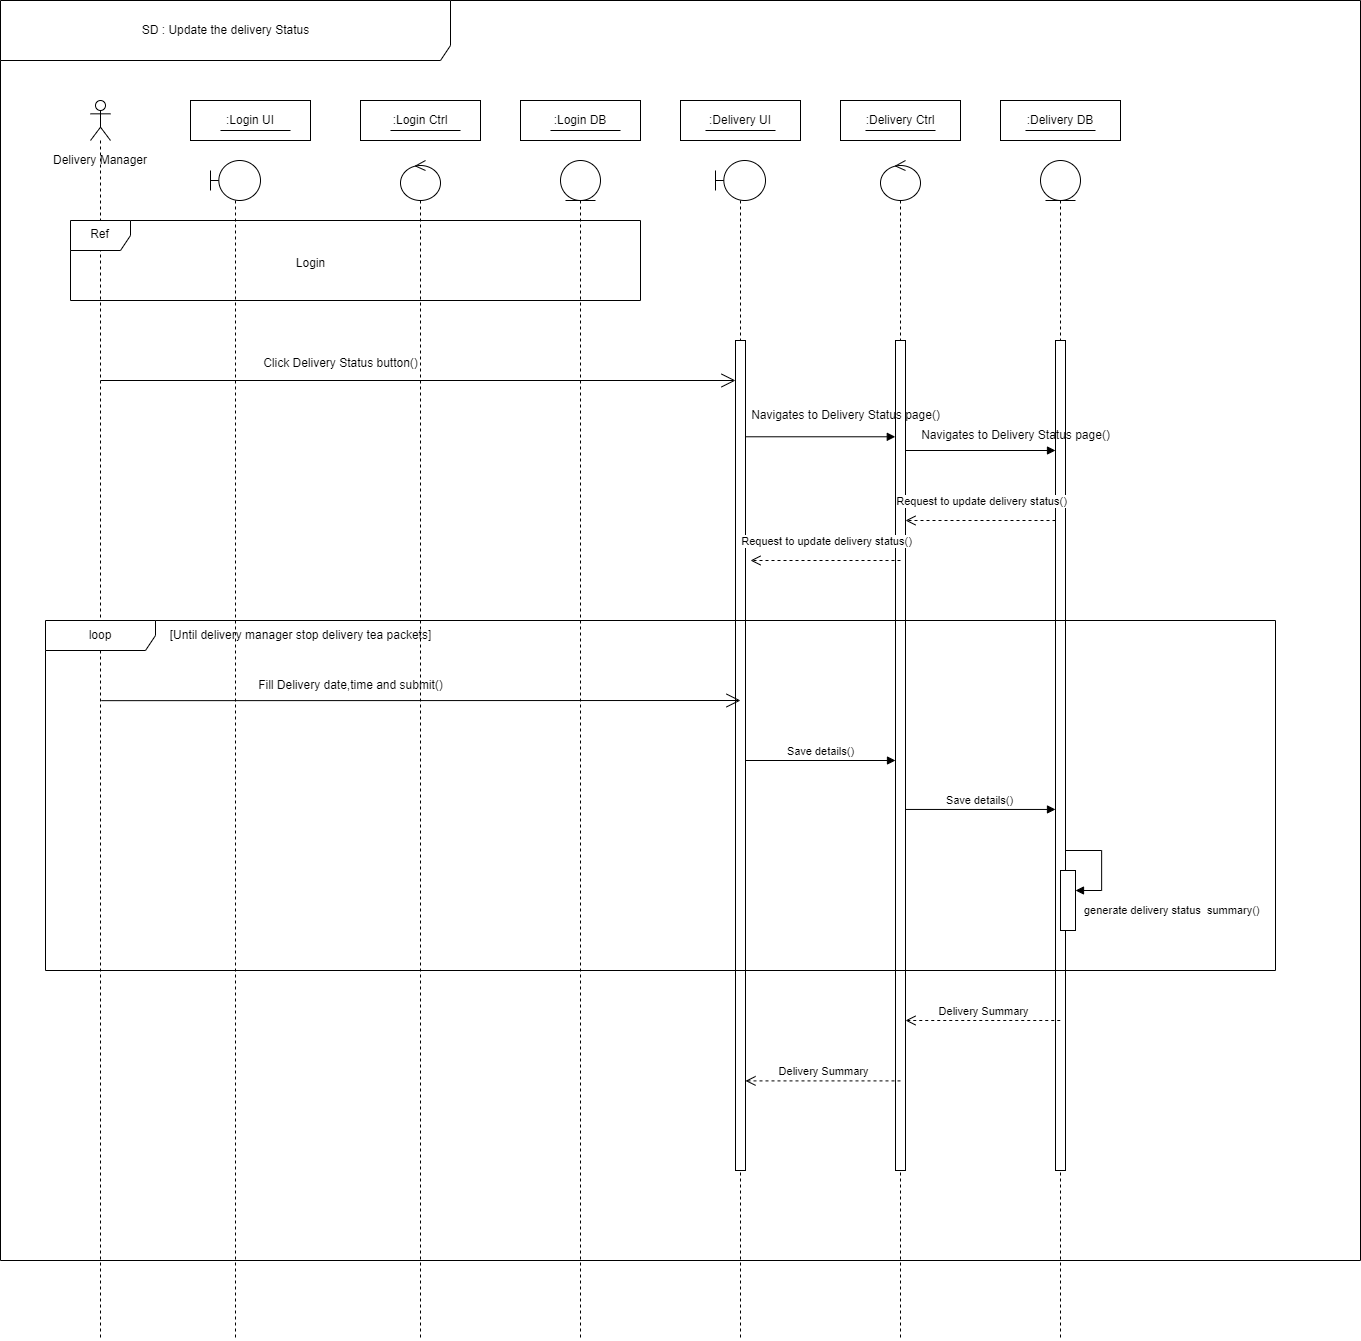 SD : Update the delivery Status
Delivery Manager
:Login UI
:Login Ctrl
:Login DB
:Delivery UI
:Delivery Ctrl
:Delivery DB
Ref
Login
Click Delivery Status button()
Navigates to Delivery Status page()
Navigates to Delivery Status page()
Request to update delivery status()
Request to update delivery status()
loop
[Until delivery manager stop delivery tea packets]
Fill Delivery date,time and submit()
Save details()
Save details()
generate delivery status  summary()
Delivery Summary
Delivery Summary